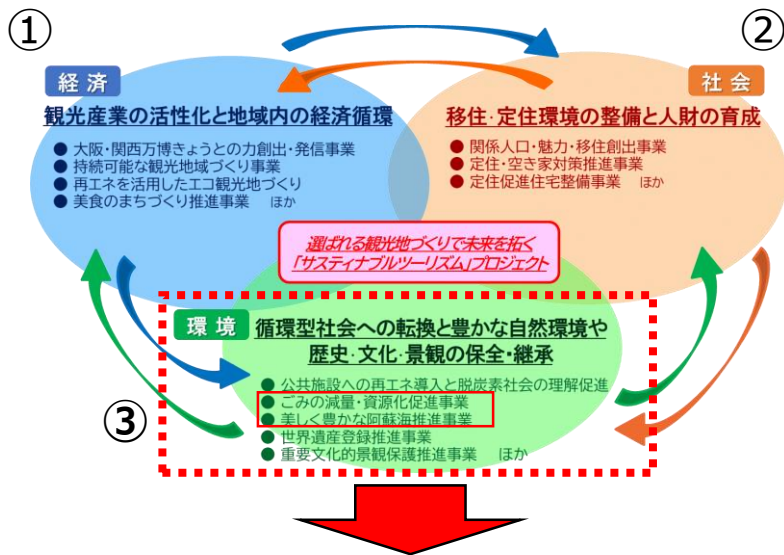 ①
②
経済
観光産業の活性化と地域内の経済循環
● 大阪・関西万博きょうとの力創出・発信事業
● 持続可能な観光地域づくり事業
● 再エネを活用したエコ観光地づくり
● 美食のまちづくり推進事業 ほか
社会
移住・定住環境の整備と人財の育成
● 関係人口・魅力・移住創出事業
● 定住・空き家対策推進事業
● 定住促進住宅整備事業 ほか
選ばれる観光地づくりで未来を拓く
「サスティナブルツーリズム」プロジェクト
③
環境
循環型社会への転換と豊かな自然環境や
歴史・文化・景観の保全・継承
● 公共施設への再エネ導入と脱炭素社会の理解促進
● ごみの減量・資源化促進事業
● 美しく豊かな阿蘇海推進事業
● 世界遺産登録推進事業
● 重要文化的景観保護推進事業 ほか